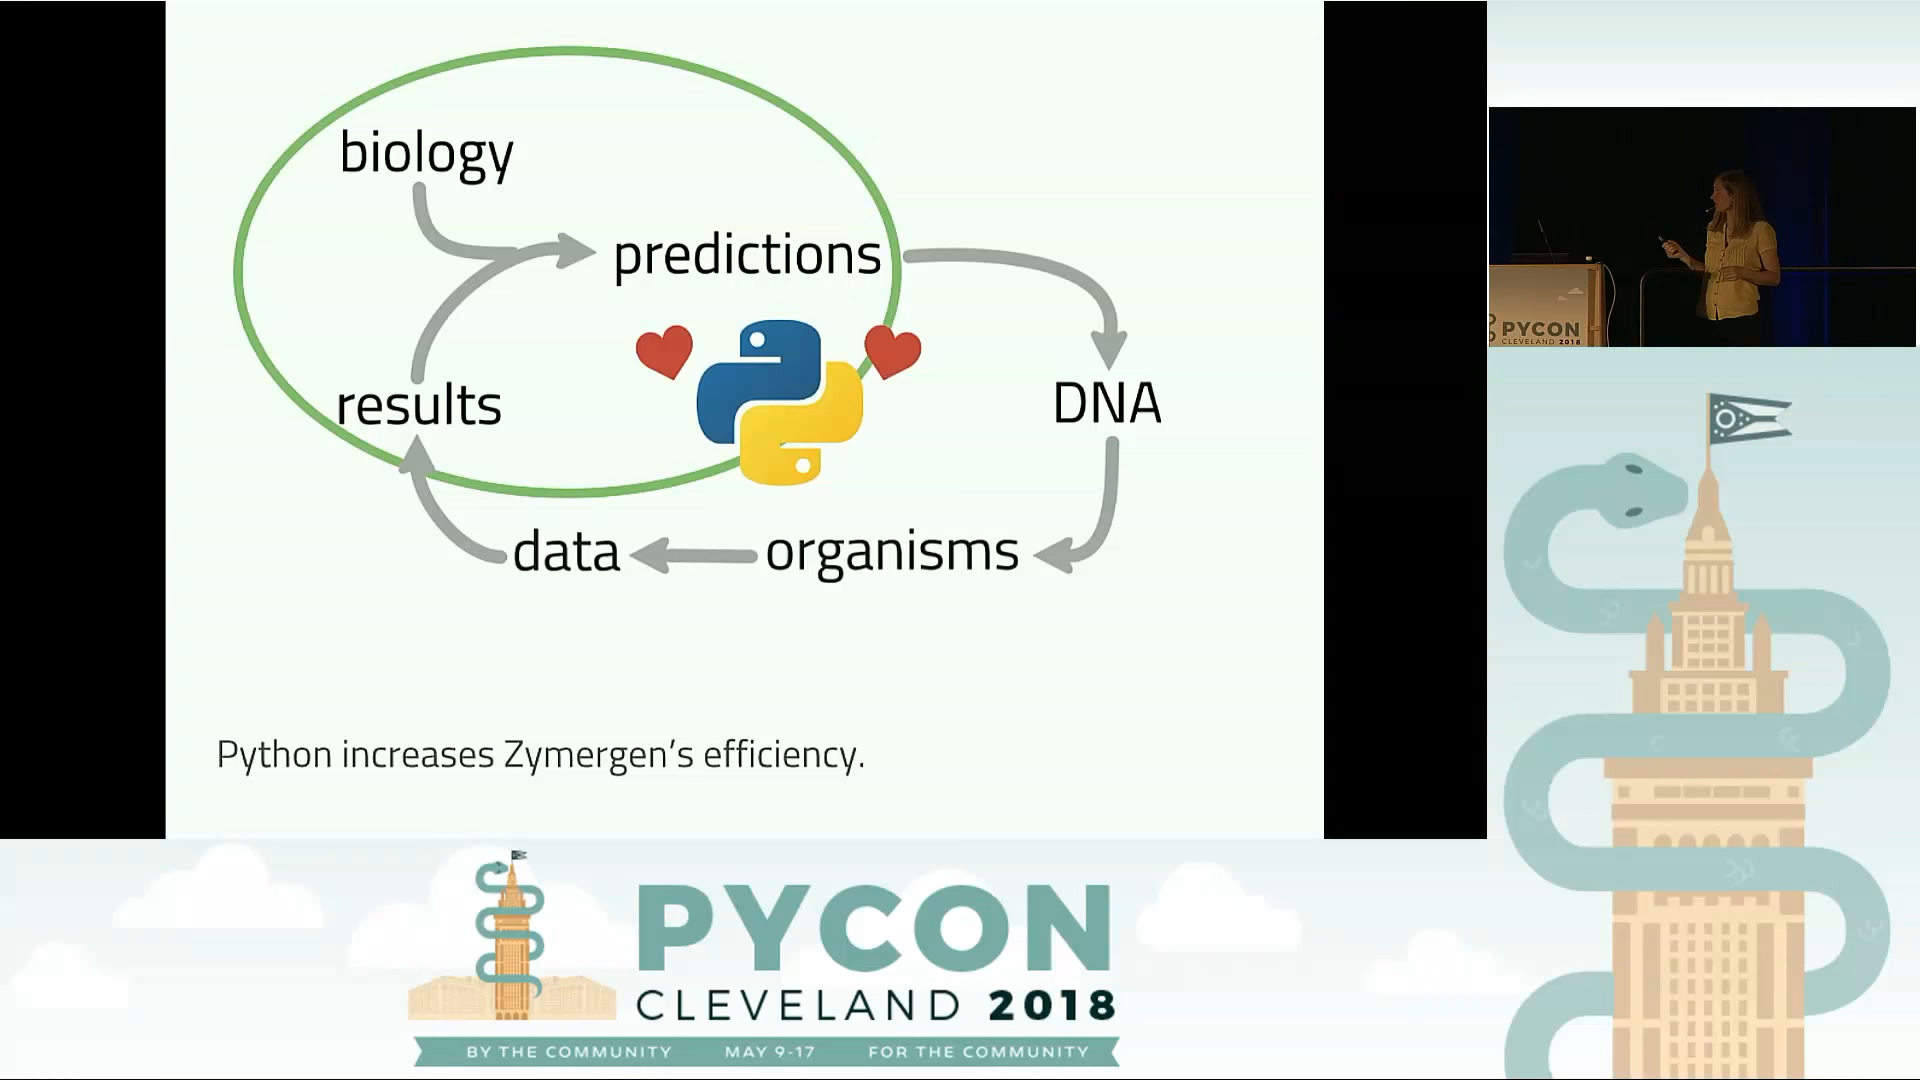 biology
predictions
results
DNA
data
organisms
Python increases Zymergen's efficiency.
PYCON
CLEVELAND 2018
PYCON
CLEVELAND 2018
BY THE COMMUNITY
MAY 9-17
FOR THE COMMUNITY